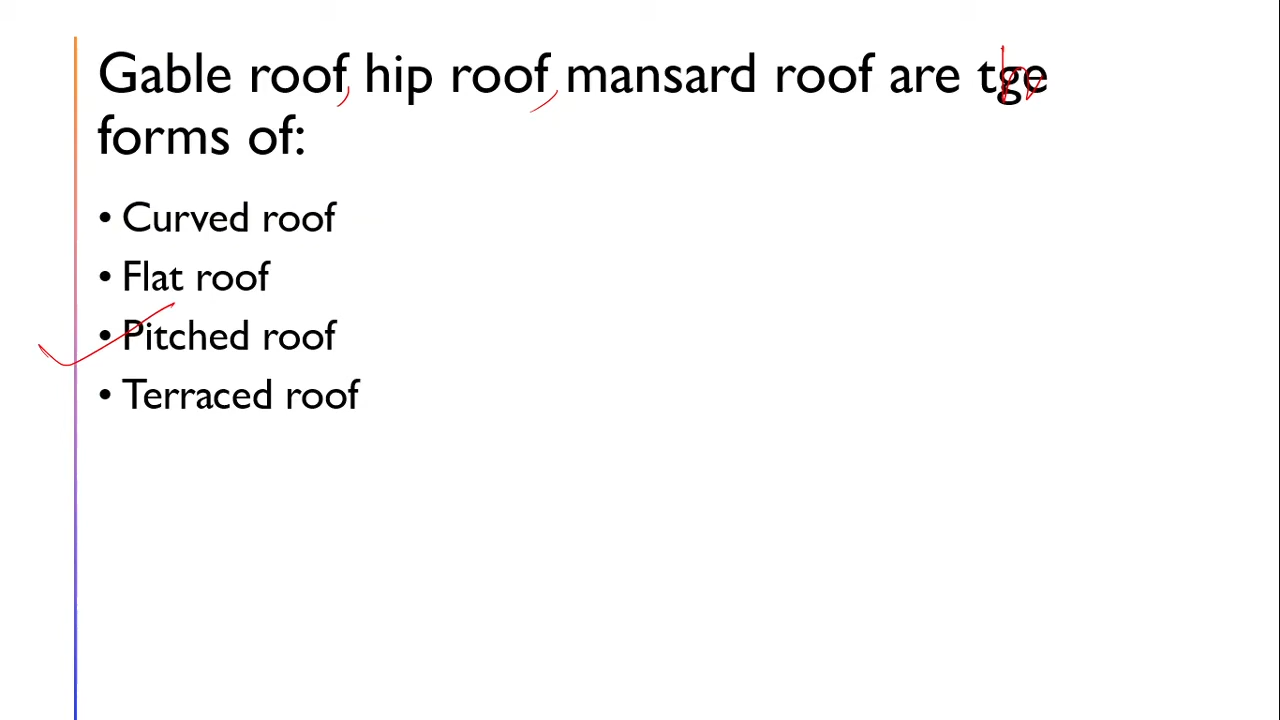 Gable roof, hip roof, mansard roof are tge
forms of:
• Curved roof
• Flat roof
• Pitched roof
• Terraced roof